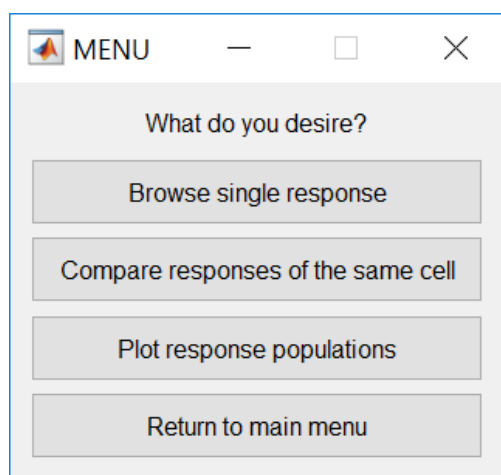 MENU
What do you desire?
Browse single response
Compare responses of the same cell
Plot response populations
Return to main menu